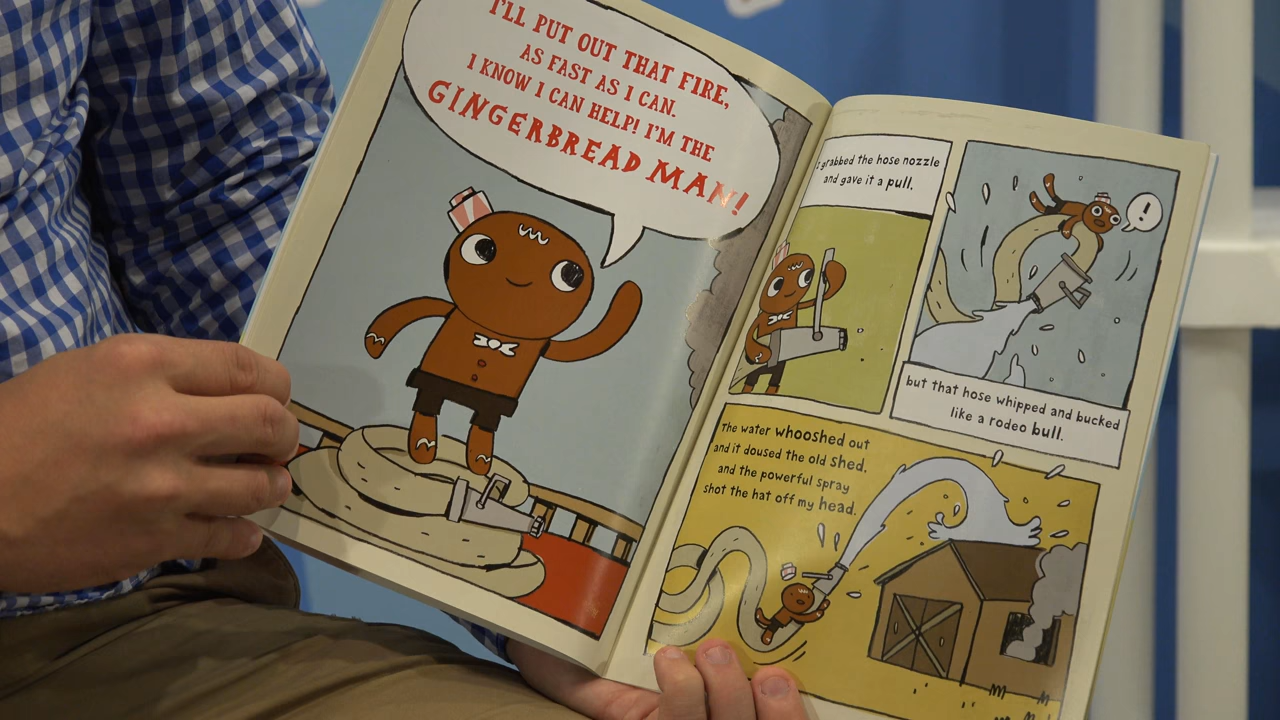 I'LL PUT OUT THAT FIRE,
AS FAST AS I CAN.
I KNOW I CAN HELP! I'M THE
GINGERBREAD MAN!
I grabbed the hose nozzle
and gave it a pull,
!
but that hose whipped and bucked
like a rodeo bull.
The water whooshed out
and it doused the old shed,
and the powerful spray
shot the hat off my head.